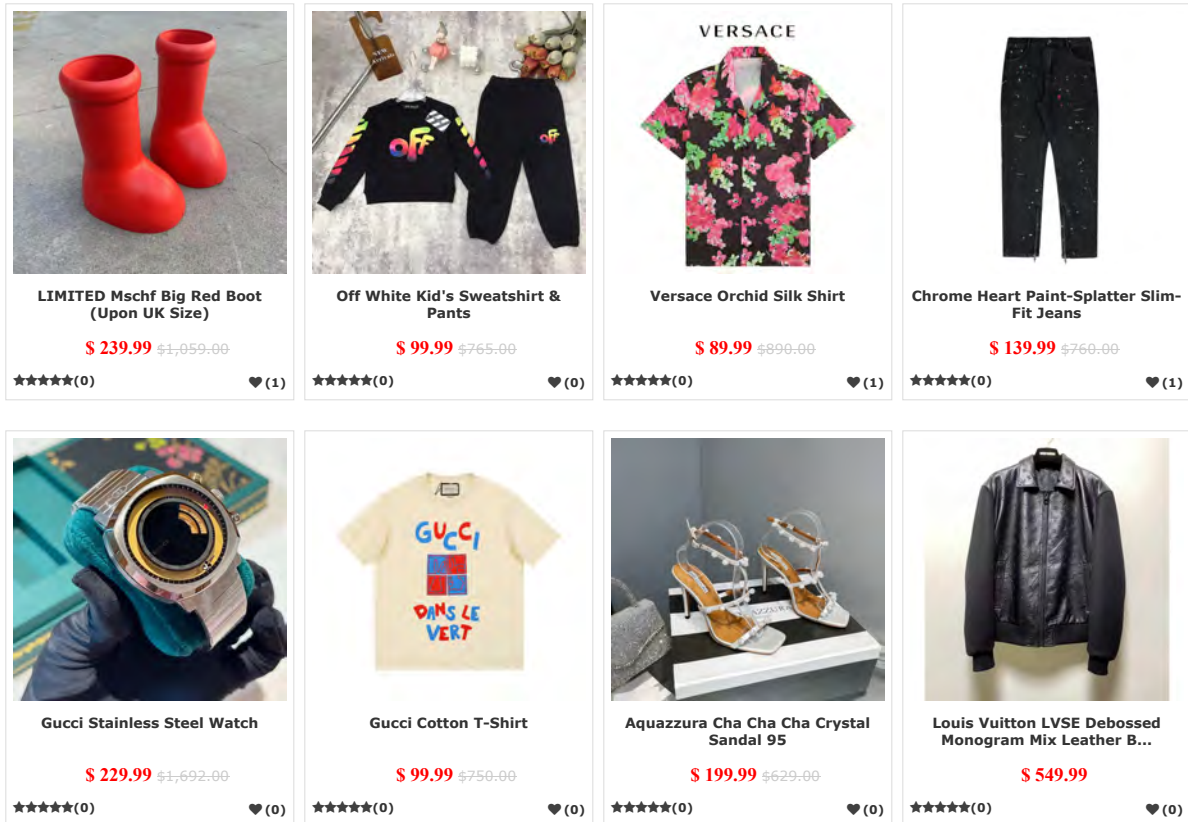 VERSACE
NEW
off
off
LIMITED Mschf Big Red Boot
(Upon UK Size)
$ 239.99 $1,059.00
★★★★★(0) ♥(1)
Off White Kid's Sweatshirt &
Pants
$ 99.99 $765.00
★★★★★(0) ♥(0)
Versace Orchid Silk Shirt
$ 89.99 $890.00
★★★★★(0) ♥(1)
Chrome Heart Paint-Splatter Slim-
Fit Jeans
$ 139.99 $760.00
★★★★★(0) ♥(1)
GUCCI
DANS LE
VERT
Gucci Stainless Steel Watch
$ 229.99 $1,692.00
★★★★★(0) ♥(0)
Gucci Cotton T-Shirt
$ 99.99 $750.00
★★★★★(0) ♥(0)
Aquazzura Cha Cha Cha Crystal
Sandal 95
$ 199.99 $629.00
★★★★★(0) ♥(0)
Louis Vuitton LVSE Debossed
Monogram Mix Leather B...
$ 549.99
★★★★★(0) ♥(0)